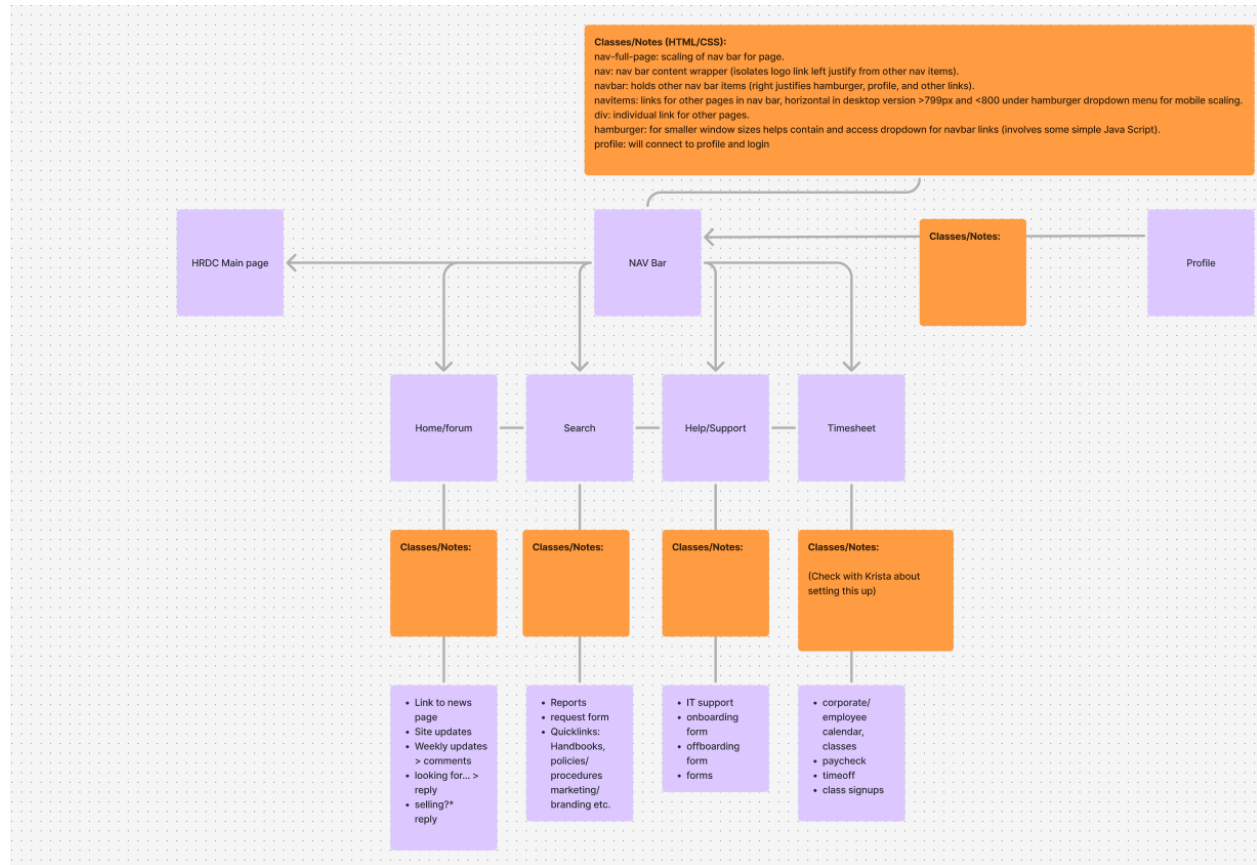 Classes/Notes (HTML/CSS):
nav-full-page: scaling of nav bar for page.
nav: nav bar content wrapper (isolates logo link left justify from other nav items).
navbar: holds other nav bar items (right justifies hamburger, profile, and other links).
navitems: links for other pages in nav bar, horizontal in desktop version >799px and <800 under hamburger dropdown menu for mobile scaling.
div: individual link for other pages.
hamburger: for smaller window sizes helps contain and access dropdown for navbar links (involves some simple Java Script).
profile: will connect to profile and login
HRDC Main page
NAV Bar
Classes/Notes:
Profile
Home/forum
Search
Help/Support
Timesheet
Classes/Notes:
Classes/Notes:
Classes/Notes:
Classes/Notes:
(Check with Krista about
setting this up)
• Link to news
page
• Site updates
• Weekly updates
> comments
• looking for... >
reply
• selling?*
reply
• Reports
• request form
• Quicklinks:
Handbooks,
policies/
procedures
marketing/
branding etc.
• IT support
• onboarding
form
• offboarding
form
• forms
• corporate/
employee
calendar,
classes
• paycheck
• timeoff
• class signups